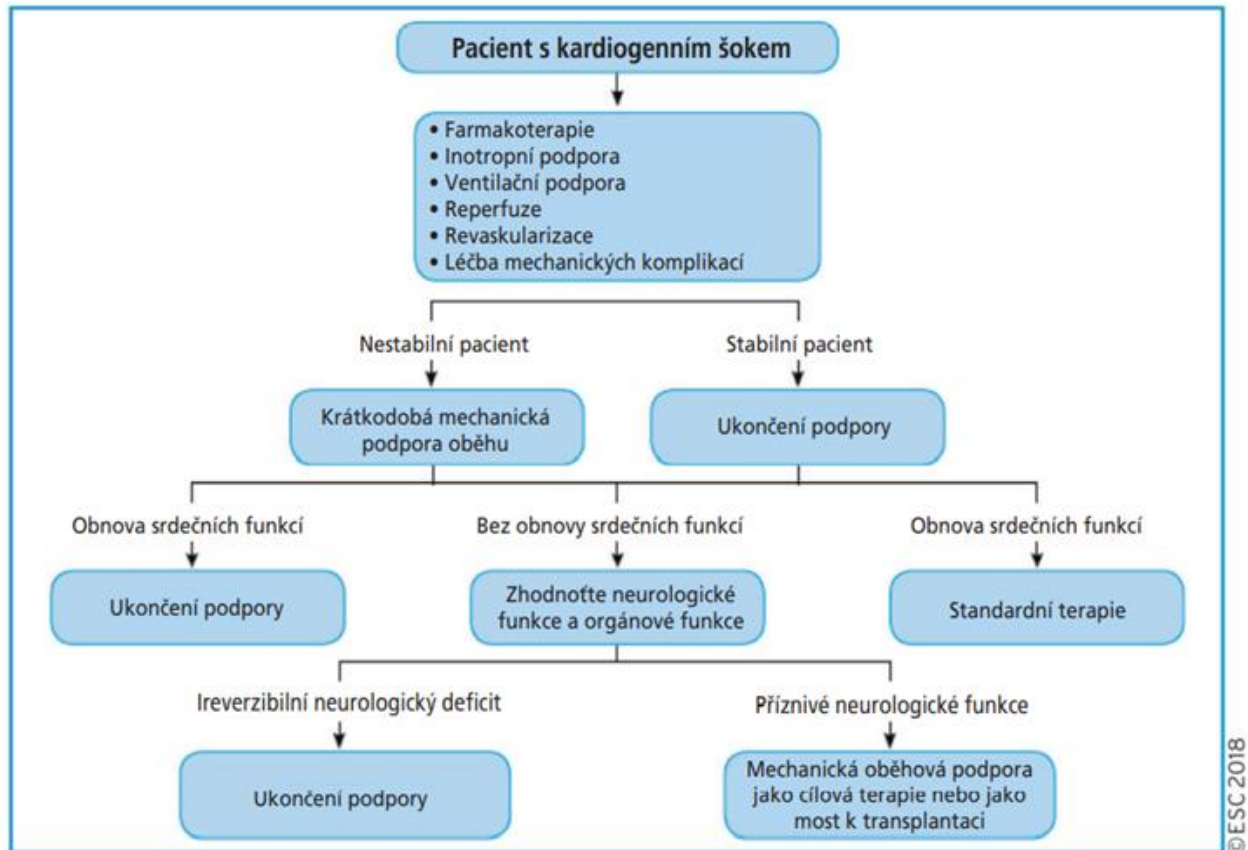 Pacient s kardiogenním šokem
• Farmakoterapie
• Inotropní podpora
• Ventilační podpora
• Reperfuze
• Revaskularizace
• Léčba mechanických komplikací
Nestabilní pacient
Stabilní pacient
Krátkodobá mechanická
podpora oběhu
Ukončení podpory
Obnova srdečních funkcí
Bez obnovy srdečních funkcí
Obnova srdečních funkcí
Ukončení podpory
Zhodnoťte neurologické
funkce a orgánové funkce
Standardní terapie
Ireverzibilní neurologický deficit
Příznivé neurologické funkce
Ukončení podpory
Mechanická oběhová podpora
jako cílová terapie nebo jako
most k transplantaci
©ESC 2018